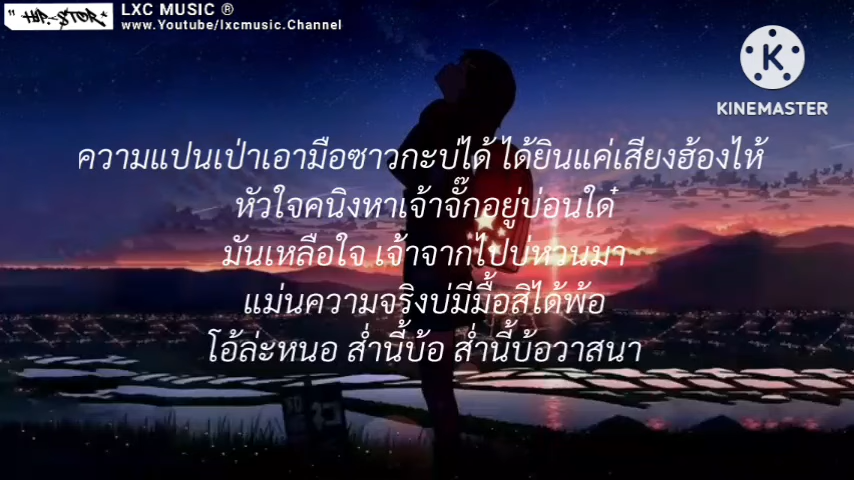 " HIP-STOR "
LXC MUSIC ®
www.Youtube/lxcmusic.Channel
K
KINEMASTER
ความแปนเป่าเอามือซาวกะบ่ได้ ได้ยินแค่เสียงฮ้องไห้
หัวใจคนิงหาเจ้าจั๊กอยู่บ่อนใด๋
มันเหลือใจ เจ้าจากไปบ่หวนมา
แม่นความจริงบ่มีมื้อสิได้พ้อ
โอ้ล่ะหนอ ส่ำนี้บ้อ ส่ำนี้บ้อวาสนา